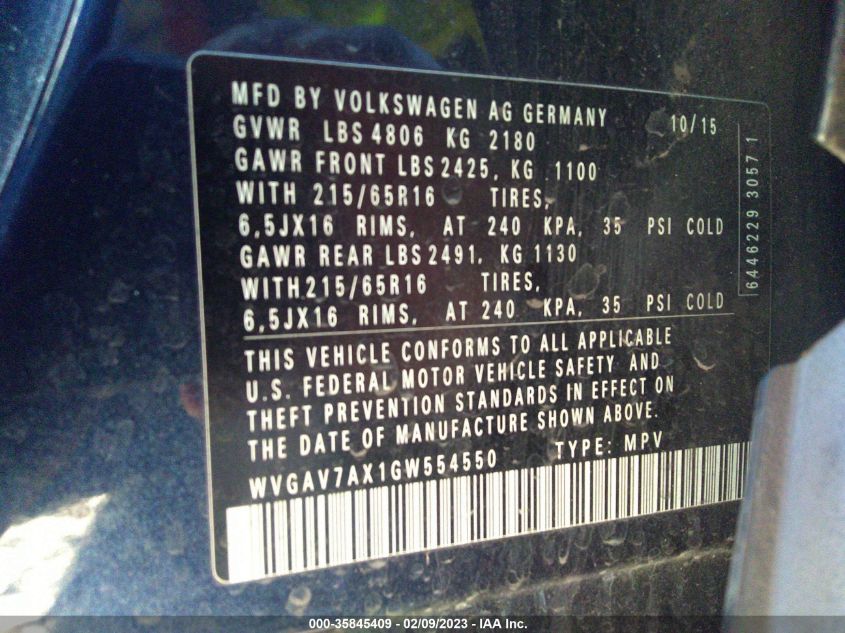 MFD BY VOLKSWAGEN AG GERMANY 10/15
GVWR LBS 4806 KG 2180
GAWR FRONT LBS 2425, KG 1100
WITH 215/65R16 TIRES,
6,5JX16 RIMS, AT 240 KPA, 35 PSI COLD
GAWR REAR LBS 2491, KG 1130
WITH 215/65R16 TIRES,
6,5JX16 RIMS, AT 240 KPA, 35 PSI COLD
THIS VEHICLE CONFORMS TO ALL APPLICABLE
U.S. FEDERAL MOTOR VEHICLE SAFETY AND
THEFT PREVENTION STANDARDS IN EFFECT ON
THE DATE OF MANUFACTURE SHOWN ABOVE.
WVGAV7AX1GW554550 TYPE: MPV
6446229 3057 1
000-35845409 - 02/09/2023 - IAA Inc.